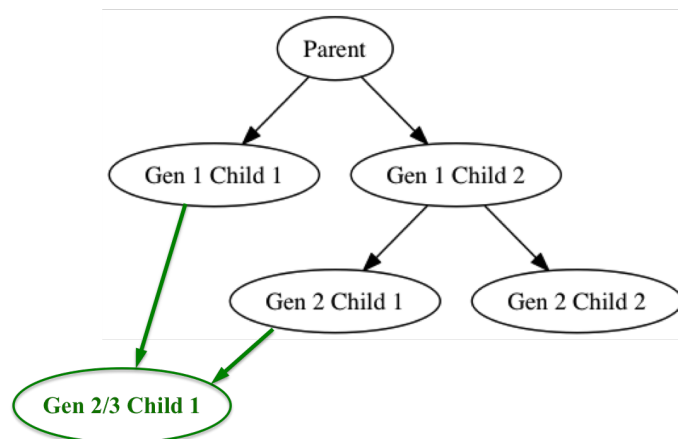 Parent
Gen 1 Child 1
Gen 1 Child 2
Gen 2 Child 1
Gen 2 Child 2
Gen 2/3 Child 1